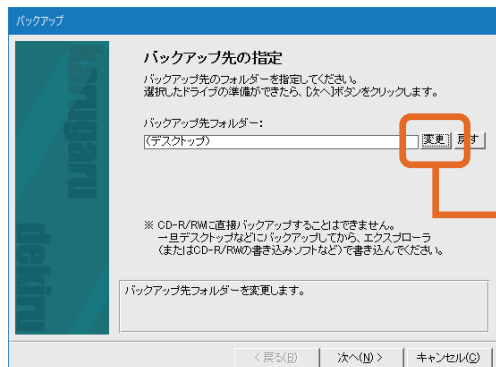 バックアップ
karugaru
dekiru
バックアップ先の指定
バックアップ先のフォルダーを指定してください。
選択したドライブの準備ができたら、[次へ]ボタンをクリックします。
バックアップ先フォルダー:
(デスクトップ)
変更
戻す
※ CD-R/RWに直接バックアップすることはできません。
一旦デスクトップなどにバックアップしてから、エクスプローラ
(またはCD-R/RWの書き込みソフトなど)で書き込んでください。
バックアップ先フォルダーを変更します。
< 戻る(B)
次へ(N) >
キャンセル(C)